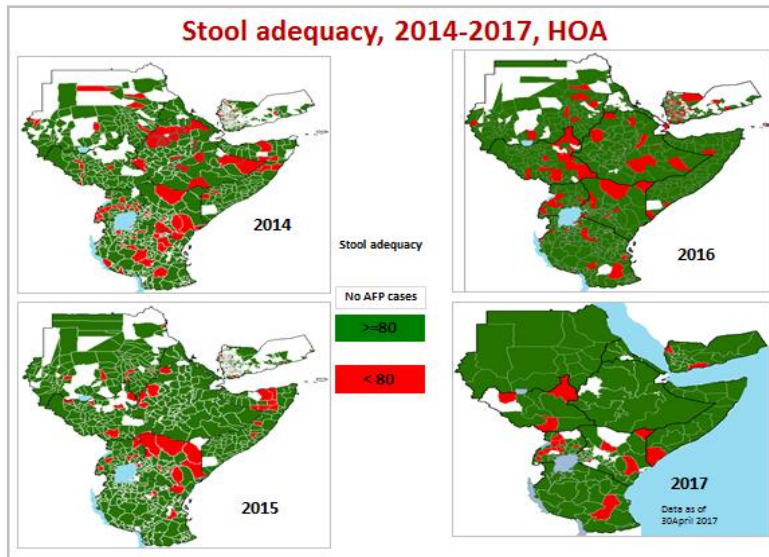 Stool adequacy, 2014-2017, HOA
2014
2016
Stool adequacy
No AFP cases
>=80
< 80
2015
2017
Data as of
30April 2017